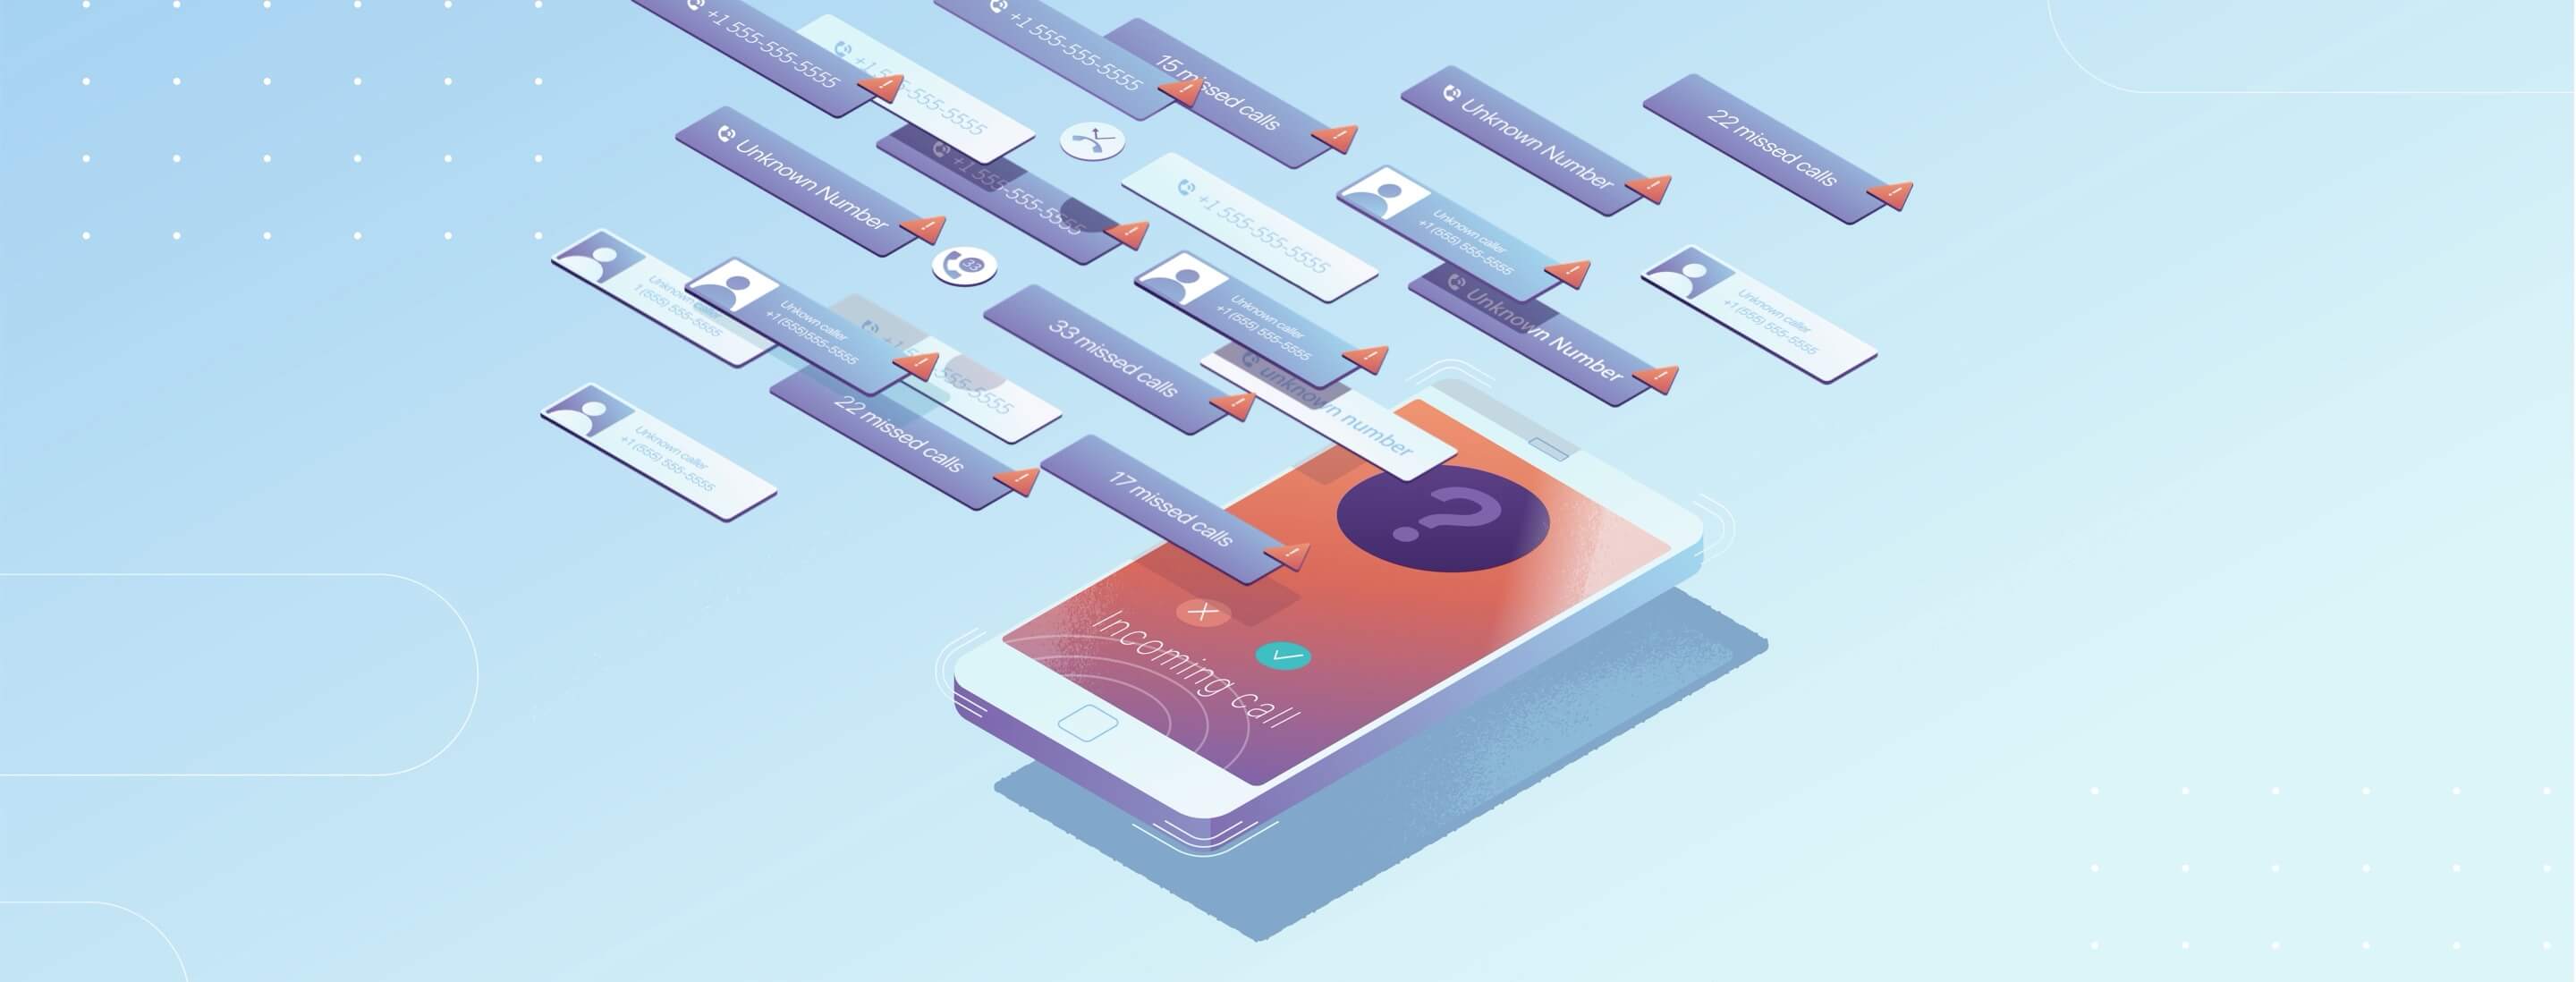 +1 555-555-5555
+1 555-555-5555
+1 555-555-5555
15 missed calls
Unknown Number
22 missed calls
Unknown Number
+1 555-555-5555
+1 555-555-5555
Unknown caller
+1 (555) 555-5555
Unknown caller
1 (555) 555-5555
Unkown caller
+1 (555) 555-5555
33
+1 555-5555
33 missed calls
Unknown caller
+1 (555) 555-5555
Unknown Number
Unknown caller
+1 (555) 555-5555
unknown number
Unknown caller
+1 (555) 555-5555
22 missed calls
17 missed calls
?
Incoming call